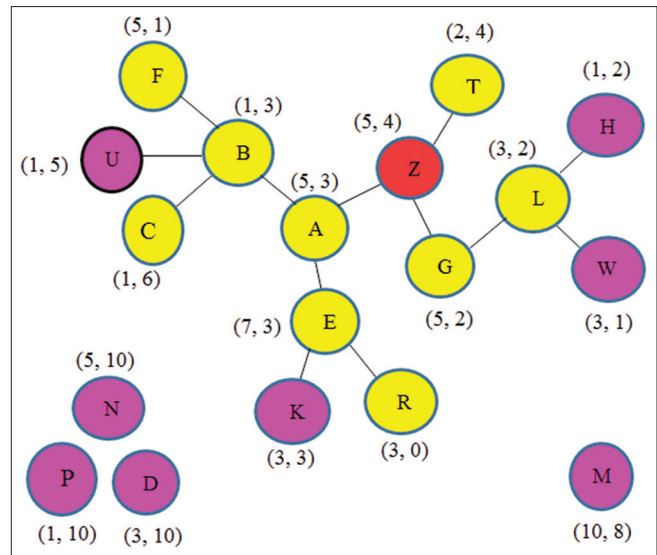 (5, 1)
(2, 4)
F
T
(1, 3)
(5, 4)
(1, 2)
H
U
B
Z
(3, 2)
(1, 5)
(5, 3)
L
C
A
G
W
(1, 6)
(5, 2)
(3, 1)
(7, 3)
E
(5, 10)
N
K
R
(3, 3)
(3, 0)
P
D
M
(1, 10)
(3, 10)
(10, 8)